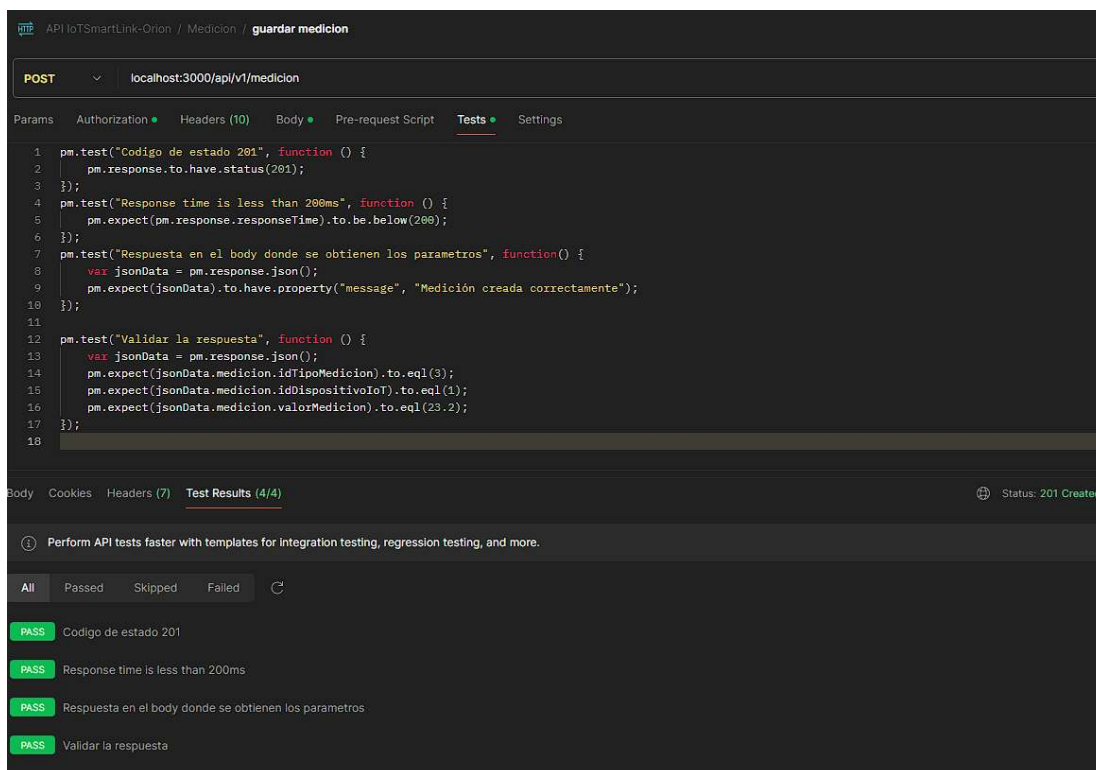 HTTP API IoTSmartLink-Orion / Medicion / guardar medicion
POST localhost:3000/api/v1/medicion
Params Authorization Headers (10) Body Pre-request Script Tests Settings
1 pm.test("Codigo de estado 201", function () {
2 pm.response.to.have.status(201);
3 });
4 pm.test("Response time is less than 200ms", function () {
5 pm.expect(pm.response.responseTime).to.be.below(200);
6 });
7 pm.test("Respuesta en el body donde se obtienen los parametros", function() {
8 var jsonData = pm.response.json();
9 pm.expect(jsonData).to.have.property("message", "Medición creada correctamente");
10 });
11
12 pm.test("Validar la respuesta", function () {
13 var jsonData = pm.response.json();
14 pm.expect(jsonData.medicion.idTipoMedicion).to.eql(3);
15 pm.expect(jsonData.medicion.idDispositivoIoT).to.eql(1);
16 pm.expect(jsonData.medicion.valorMedicion).to.eql(23.2);
17 });
18
Body Cookies Headers (7) Test Results (4/4) Status: 201 Create
Perform API tests faster with templates for integration testing, regression testing, and more.
All Passed Skipped Failed
PASS Codigo de estado 201
PASS Response time is less than 200ms
PASS Respuesta en el body donde se obtienen los parametros
PASS Validar la respuesta